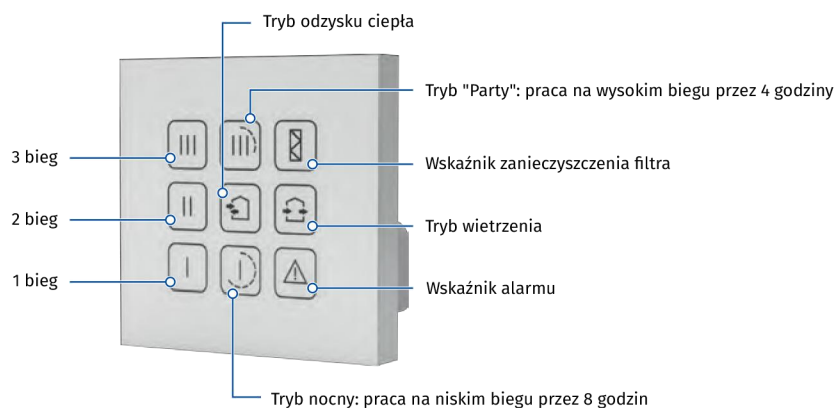 Tryb odzysku ciepła
Tryb "Party": praca na wysokim biegu przez 4 godziny
3 bieg
Wskaźnik zanieczyszczenia filtra
2 bieg
Tryb wietrzenia
1 bieg
Wskaźnik alarmu
Tryb nocny: praca na niskim biegu przez 8 godzin